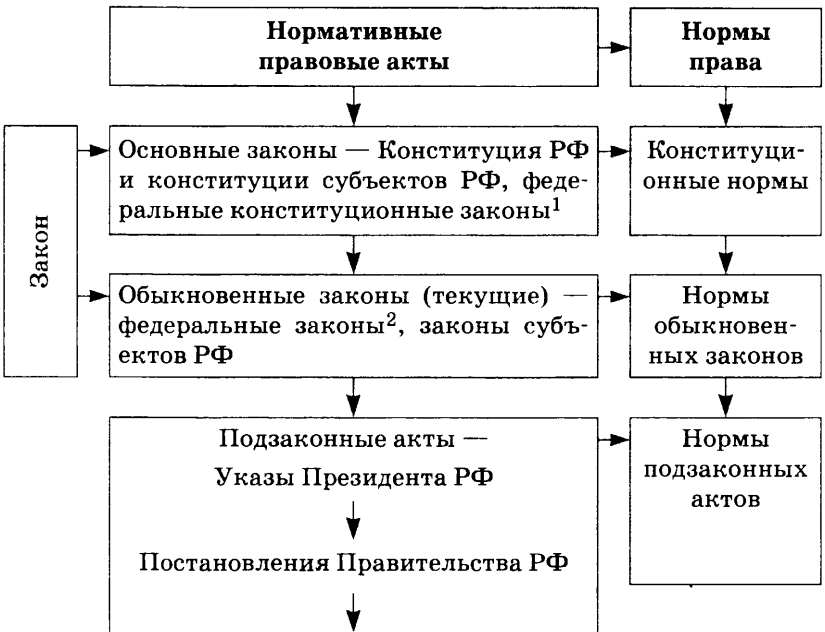 Нормативные
правовые акты
Нормы
права
Закон
Основные законы — Конституция РФ
и конституции субъектов РФ, феде-
ральные конституционные законы¹
Конституци-
онные нормы
Обыкновенные законы (текущие) —
федеральные законы², законы субъ-
ектов РФ
Нормы
обыкновен-
ных законов
Подзаконные акты —
Указы Президента РФ
Постановления Правительства РФ
Нормы
подзаконных
актов